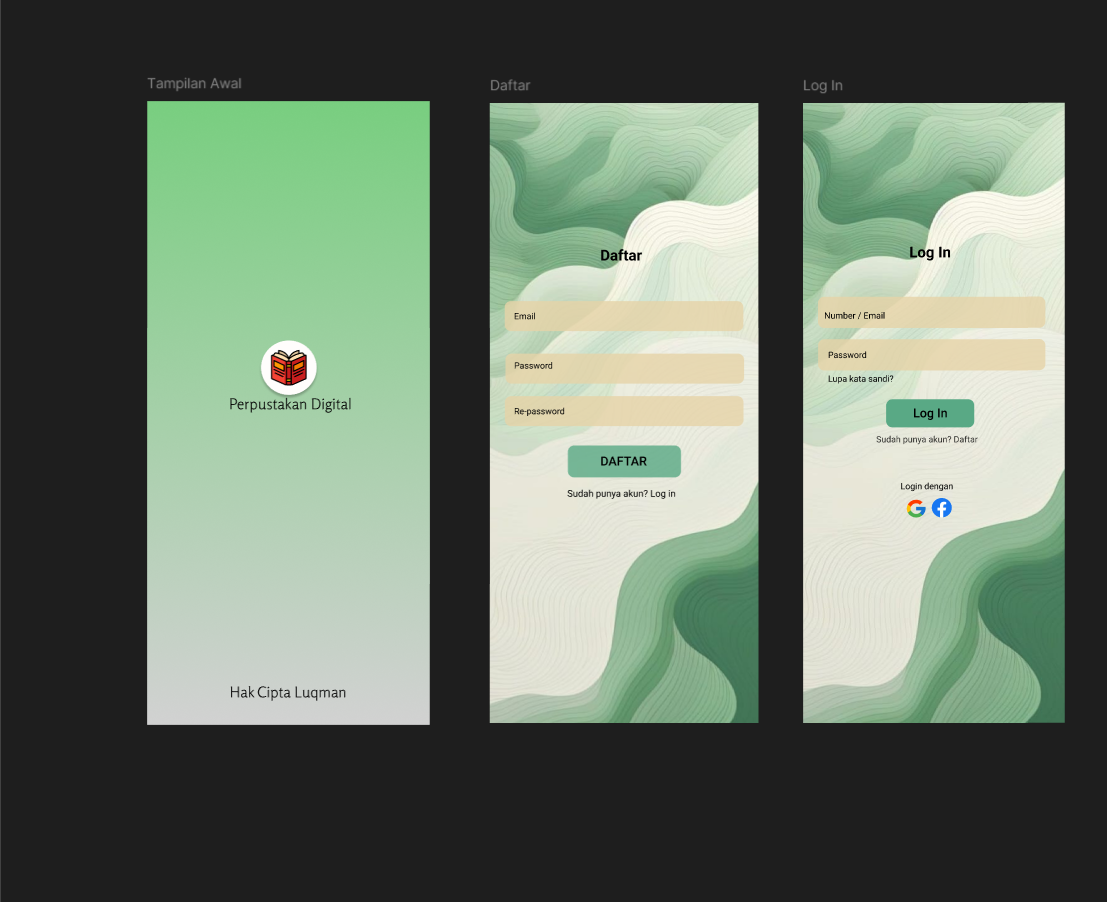 Tampilan Awal
Perpustakan Digital
Hak Cipta Luqman
Daftar
Daftar
Email
Password
Re-password
DAFTAR
Sudah punya akun? Log in
Log In
Log In
Number / Email
Password
Lupa kata sandi?
Log In
Sudah punya akun? Daftar
Login dengan